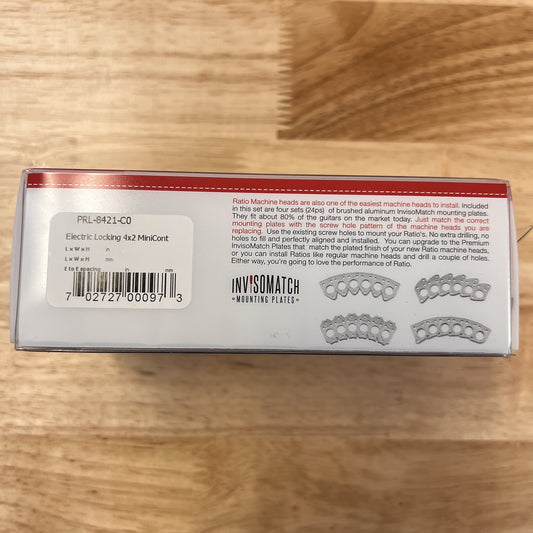 PRL-8421-C0
Electric Locking 4x2 MiniCont
L x W x H in
L x W x H mm
E to E spacing in mm
7 02727 00097 3
Ratio Machine heads are also one of the easiest machine heads to install: Included
in this set are four sets (24ps) of brushed aluminum InvisoMatch mounting plates.
They fit about 80% of the guitars on the market today. Just match the correct
mounting plates with the screw hole pattern of the machine heads you are
replacing. Use the existing screw holes to mount your Ratio's. No extra drilling, no
holes to fill and perfectly aligned and installed. You can upgrade to the Premium
InvisoMatch Plates that match the plated finish of your new Ratio machine heads,
or you can install Ratios like regular machine heads and drill a couple of holes.
Either way, you're going to love the performance of Ratio.
INVISOMATCH
• MOUNTING PLATES •